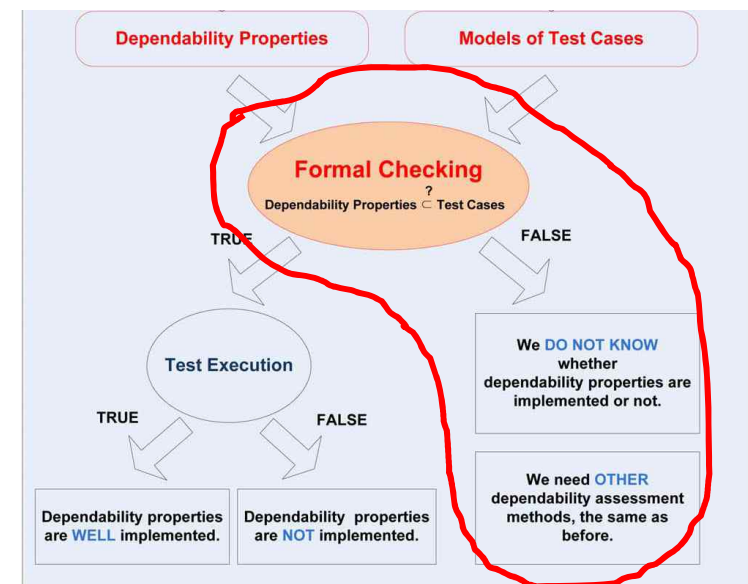 Dependability Properties
Models of Test Cases
Formal Checking
?
Dependability Properties ⊂ Test Cases
TRUE
FALSE
We DO NOT KNOW
whether
dependability properties are
implemented or not.
Test Execution
TRUE
FALSE
We need OTHER
dependability assessment
methods, the same as
before.
Dependability properties
are WELL implemented.
Dependability properties
are NOT implemented.